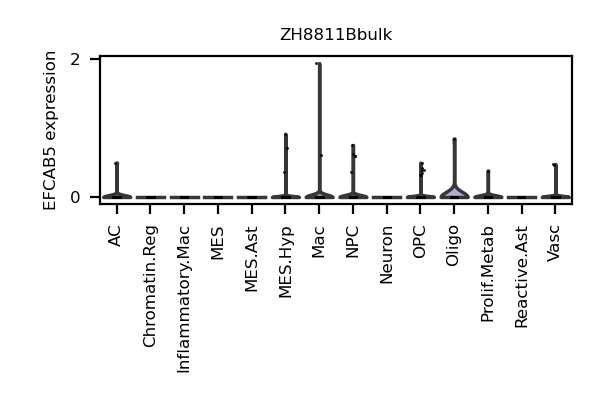 ZH8811Bbulk
EFCAB5 expression
2
0
AC
Chromatin.Reg
Inflammatory.Mac
MES
MES.Ast
MES.Hyp
Mac
NPC
Neuron
OPC
Oligo
Prolif.Metab
Reactive.Ast
Vasc